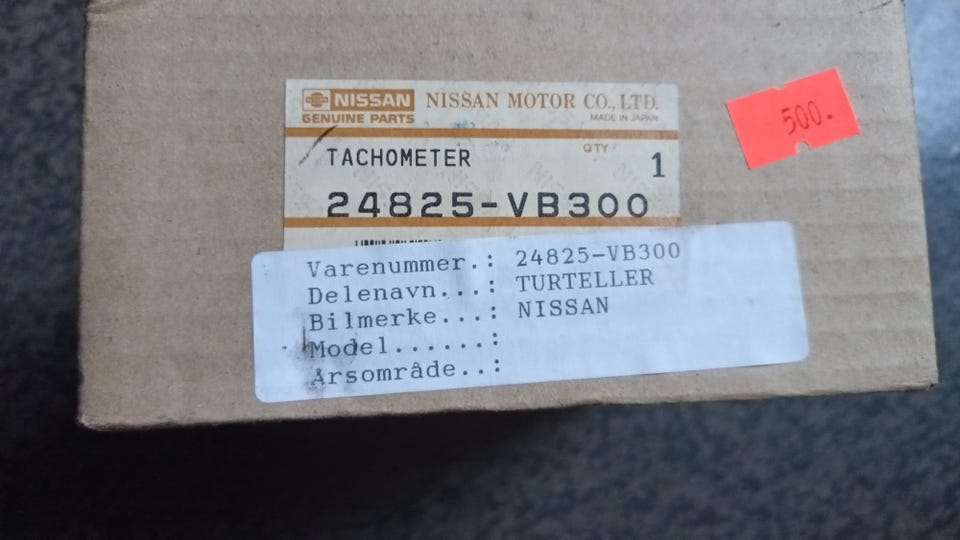 NISSAN NISSAN MOTOR CO., LTD.
GENUINE PARTS MADE IN JAPAN
500.
TACHOMETER QTY 1
24825-VB300
Varenummer.: 24825-VB300
Delenavn...: TURTELLER
Bilmerke...: NISSAN
Model......:
Årsområde..: